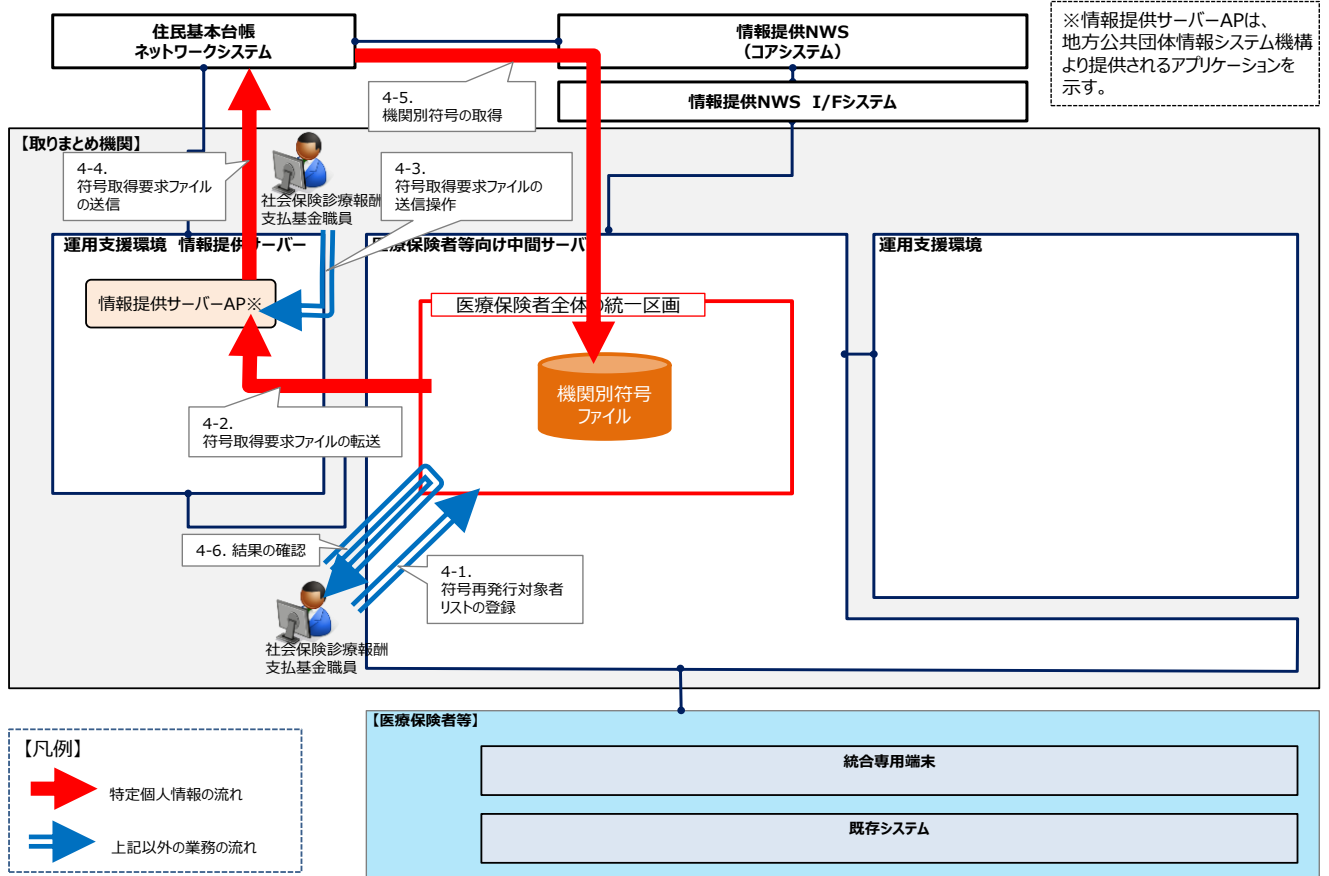 住民基本台帳
ネットワークシステム
情報提供NWS
（コアシステム）
※情報提供サーバーAPは、
地方公共団体情報システム機構
より提供されるアプリケーションを
示す。
情報提供NWS I/Fシステム
4-5.
機関別符号の取得
【取りまとめ機関】
4-4.
符号取得要求ファイル
の送信
社会保険診療報酬
支払基金職員
4-3.
符号取得要求ファイルの
送信操作
運用支援環境 情報提供サーバー
医療保険者等向け中間サーバ
運用支援環境
情報提供サーバーAP※
医療保険者全体の統一区画
機関別符号
ファイル
4-2.
符号取得要求ファイルの転送
4-6. 結果の確認
4-1.
符号再発行対象者
リストの登録
社会保険診療報酬
支払基金職員
【医療保険者等】
統合専用端末
既存システム
【凡例】
特定個人情報の流れ
上記以外の業務の流れ